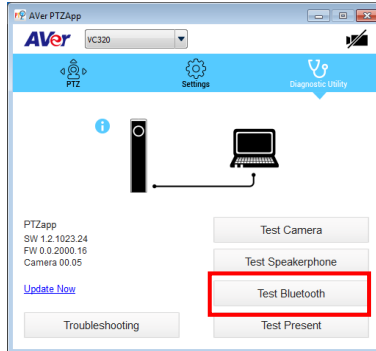 AVer PTZApp
AVer VC320
PTZ Settings Diagnostic Utility
i
PTZapp
SW 1.2.1023.24
FW 0.0.2000.16
Camera 00.05
Update Now
Test Camera
Test Speakerphone
Test Bluetooth
Troubleshooting
Test Present